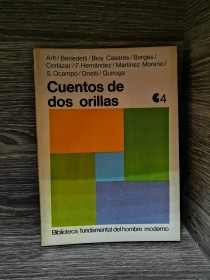 Arlt/Benedetti/Bioy Casares/Borges/
Cortázar/F. Hernández/Martínez Moreno/
S. Ocampo/Onetti/Quiroga
Cuentos de
dos orillas
4
Biblioteca fundamental del hombre moderno